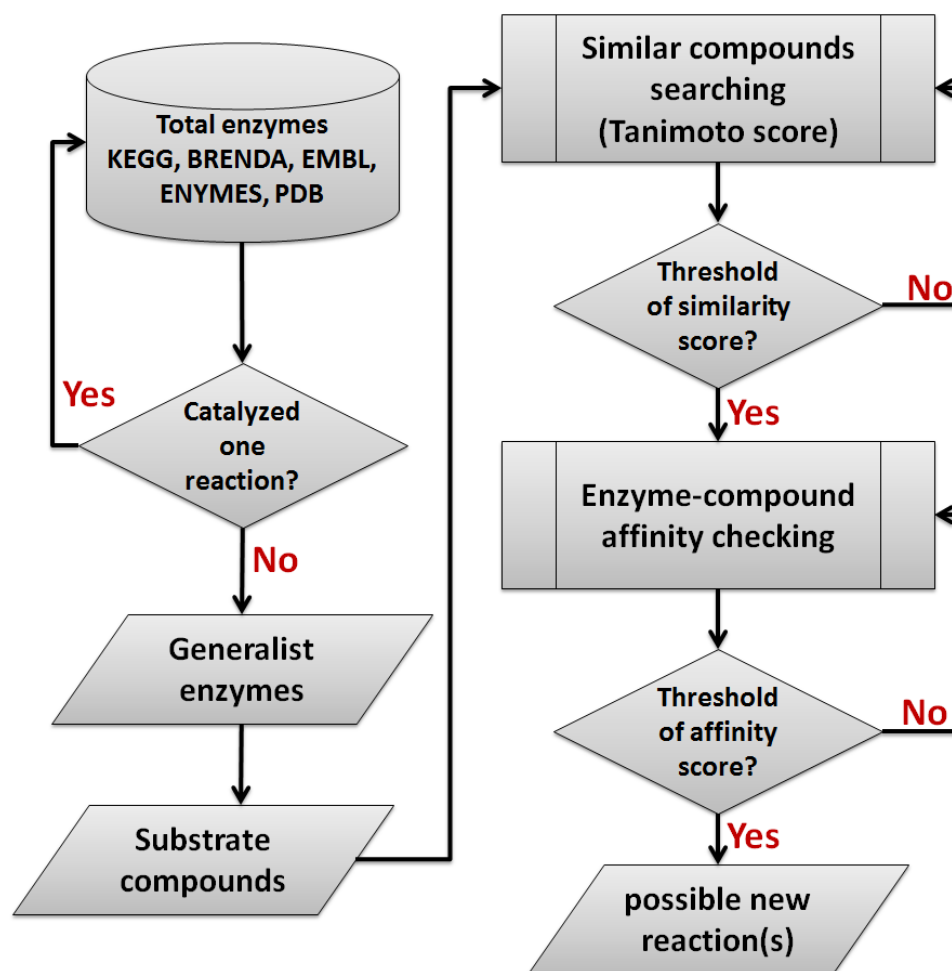 Total enzymes
KEGG, BRENDA, EMBL,
ENYMES, PDB
Yes
Catalyzed
one
reaction?
No
Generalist
enzymes
Substrate
compounds
Similar compounds
searching
(Tanimoto score)
Threshold
of similarity
score?
No
Yes
Enzyme-compound
affinity checking
Threshold
of affinity
score?
No
Yes
possible new
reaction(s)